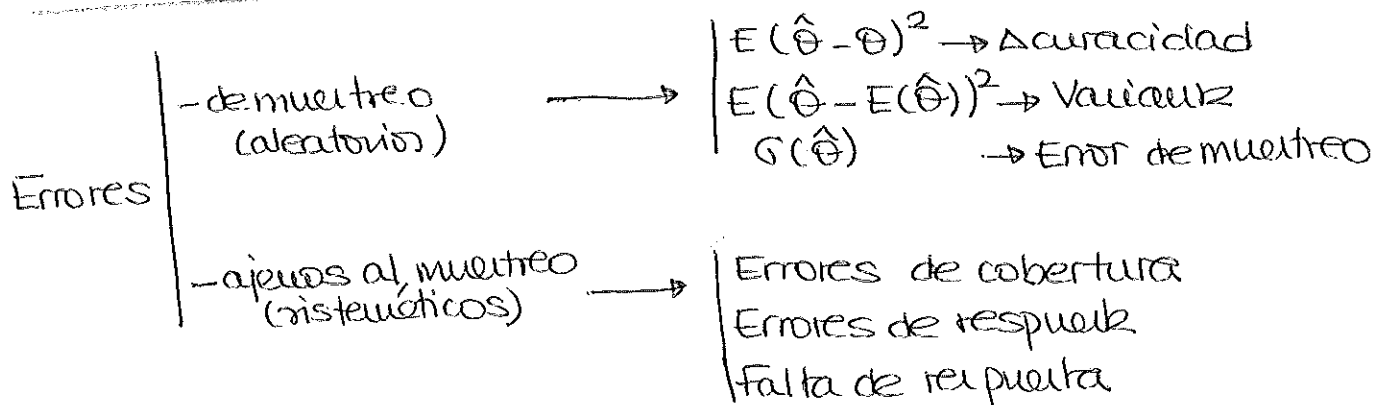 E(θ̂ - θ)² → Acuracidad
- de muestreo (aleatorios) → E(θ̂ - E(θ̂))² → Varianza
σ(θ̂) → Error de muestreo
Errores
- ajenos al muestreo (sistemáticos) → Errores de cobertura
Errores de respuesta
Falta de respuesta